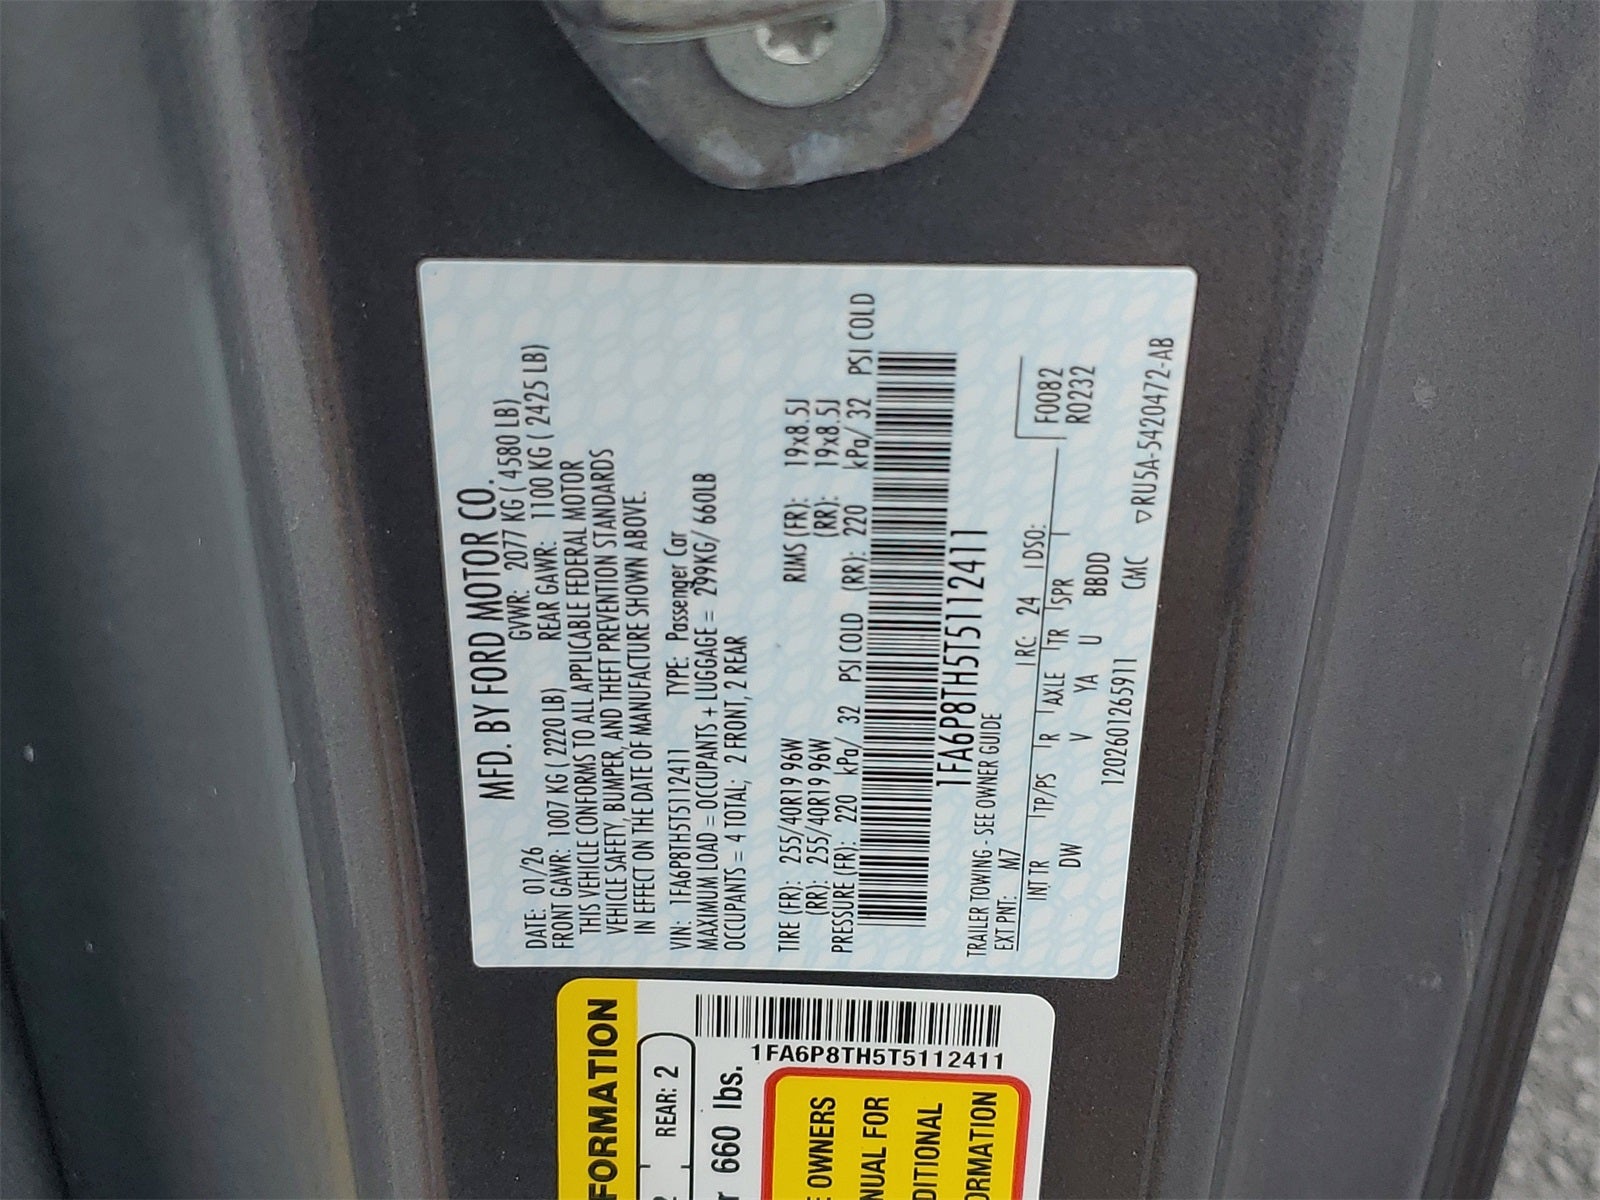 MFD. BY FORD MOTOR CO.
DATE: 01/26 GVWR: 2077 KG ( 4580 LB)
FRONT GAWR: 1007 KG ( 2220 LB) REAR GAWR: 1100 KG ( 2425 LB)
THIS VEHICLE CONFORMS TO ALL APPLICABLE FEDERAL MOTOR
VEHICLE SAFETY, BUMPER, AND THEFT PREVENTION STANDARDS
IN EFFECT ON THE DATE OF MANUFACTURE SHOWN ABOVE.
VIN: 1FA6P8TH5T5112411 TYPE: Passenger Car
MAXIMUM LOAD = OCCUPANTS + LUGGAGE = 299KG/ 660LB
OCCUPANTS = 4 TOTAL; 2 FRONT, 2 REAR
TIRE (FR): 255/40R19 96W RIMS (FR): 19x8.5J
(RR): 255/40R19 96W (RR): 19x8.5J
PRESSURE (FR): 220 kPa/ 32 PSI COLD (RR): 220 kPa/ 32 PSI COLD
1FA6P8TH5T5112411
TRAILER TOWING - SEE OWNER GUIDE
EXT PNT: M7 RC: 24 DSO: F0082
INT TR TP/PS R AXLE TR SPR R0232
DW V YA U BBDD
1202601265911 CMC ▽RU5A-5420472-AB
FORMATION
REAR: 2
660 lbs.
1FA6P8TH5T5112411
OWNERS
NUAL FOR
DITIONAL
ORMATION